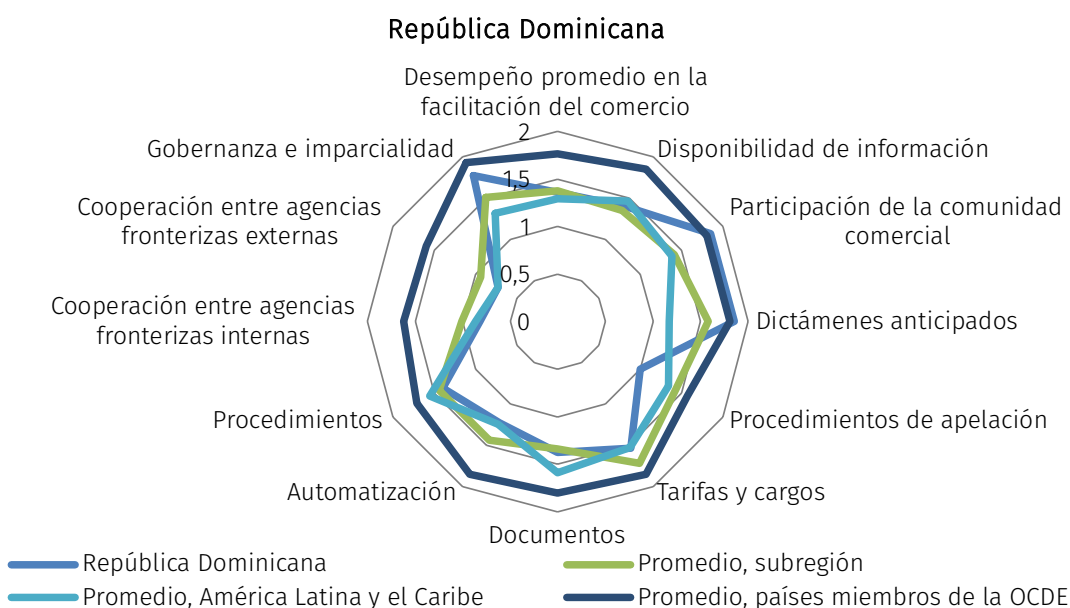 República Dominicana
Desempeño promedio en la
facilitación del comercio
Disponibilidad de información
Participación de la comunidad
comercial
Dictámenes anticipados
Procedimientos de apelación
Tarifas y cargos
Documentos
Automatización
Procedimientos
Cooperación entre agencias
fronterizas internas
Cooperación entre agencias
fronterizas externas
Gobernanza e imparcialidad
2
1,5
1
0,5
0
República Dominicana
Promedio, subregión
Promedio, América Latina y el Caribe
Promedio, países miembros de la OCDE